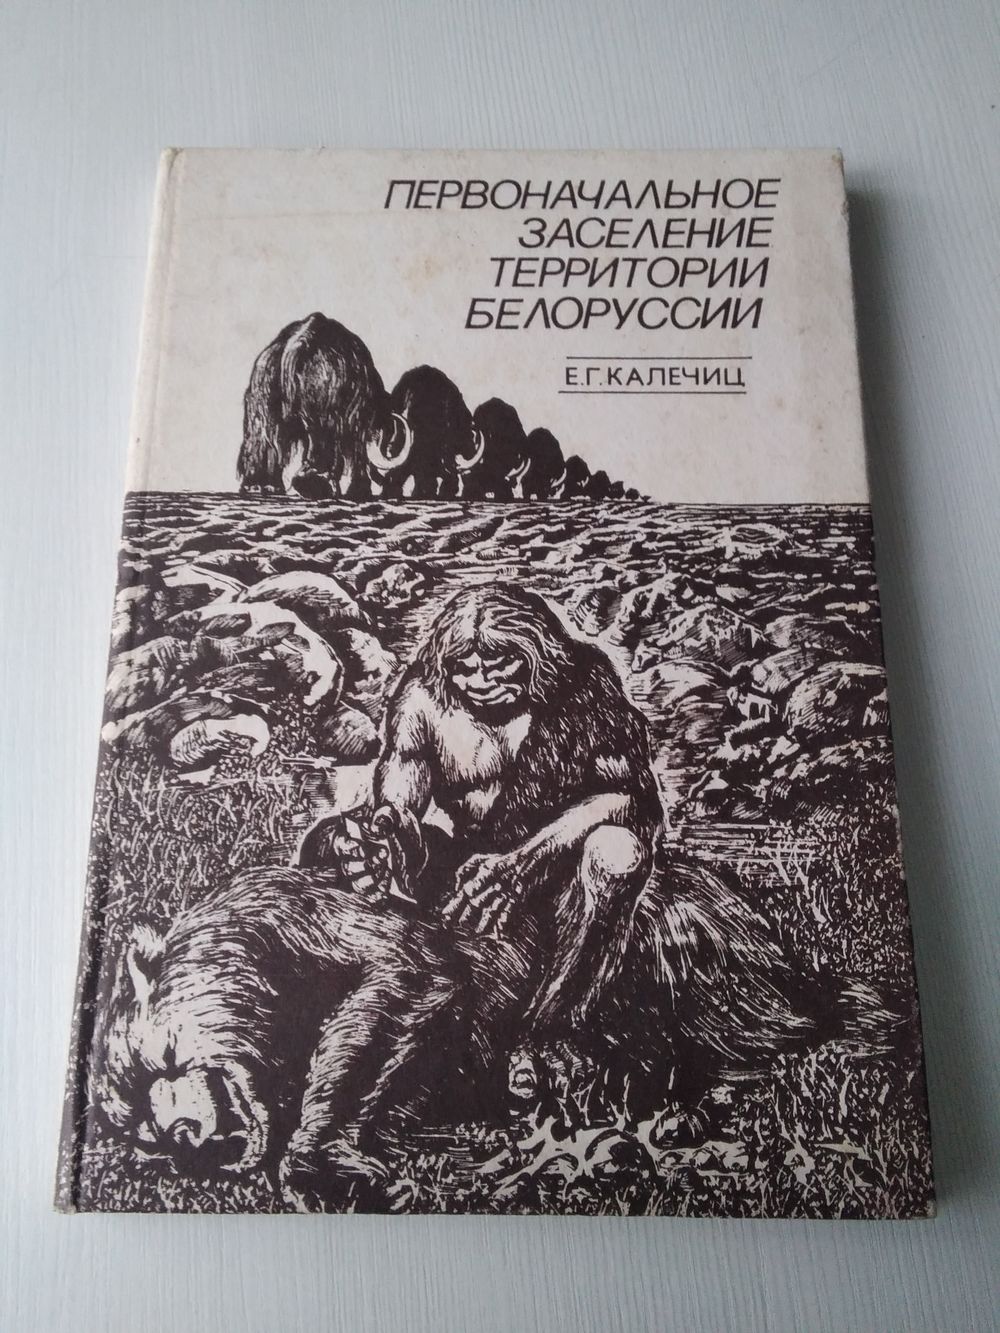 ПЕРВОНАЧАЛЬНОЕ
ЗАСЕЛЕНИЕ
ТЕРРИТОРИИ
БЕЛОРУССИИ
Е.Г.КАЛЕЧИЦ